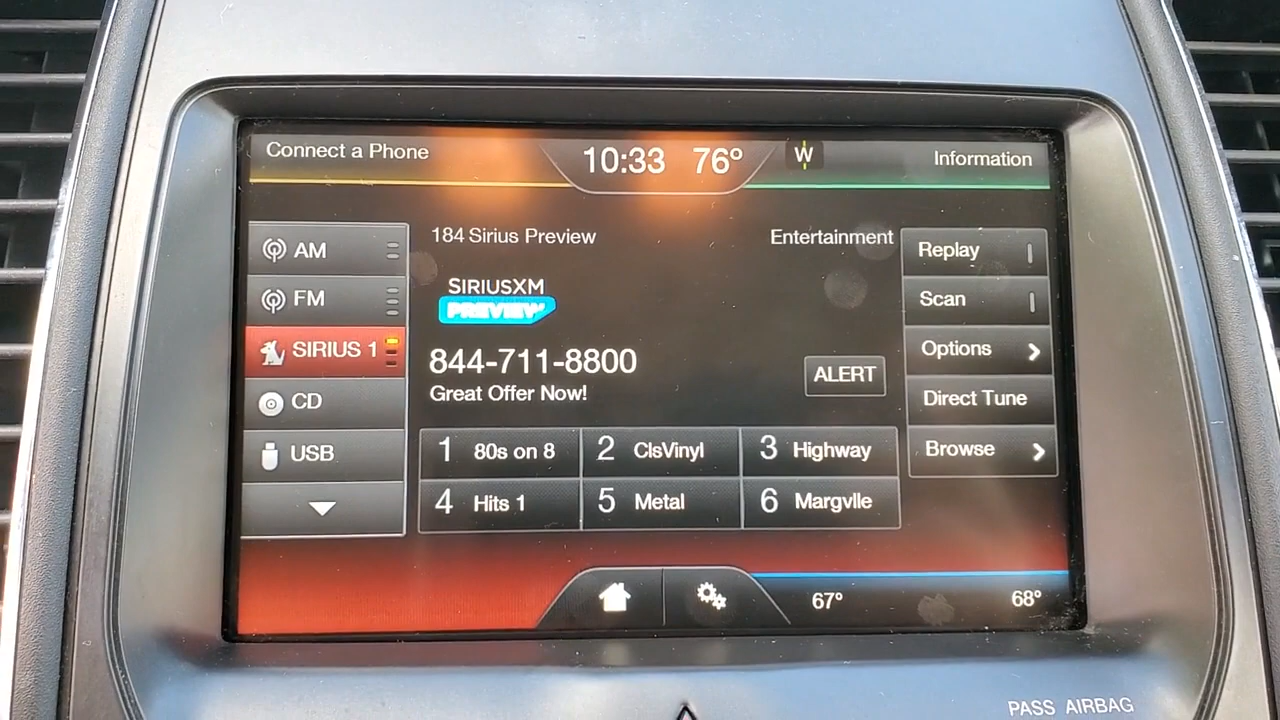 Connect a Phone
10:33 76°
W
Information
AM
FM
SIRIUS 1
CD
USB
184 Sirius Preview
Entertainment
SIRIUSXM
PREVIEW
844-711-8800
Great Offer Now!
ALERT
1 80s on 8
2 ClsVinyl
3 Highway
4 Hits 1
5 Metal
6 Margvlle
Replay
Scan
Options
Direct Tune
Browse
67°
68°
PASS AIRBAG